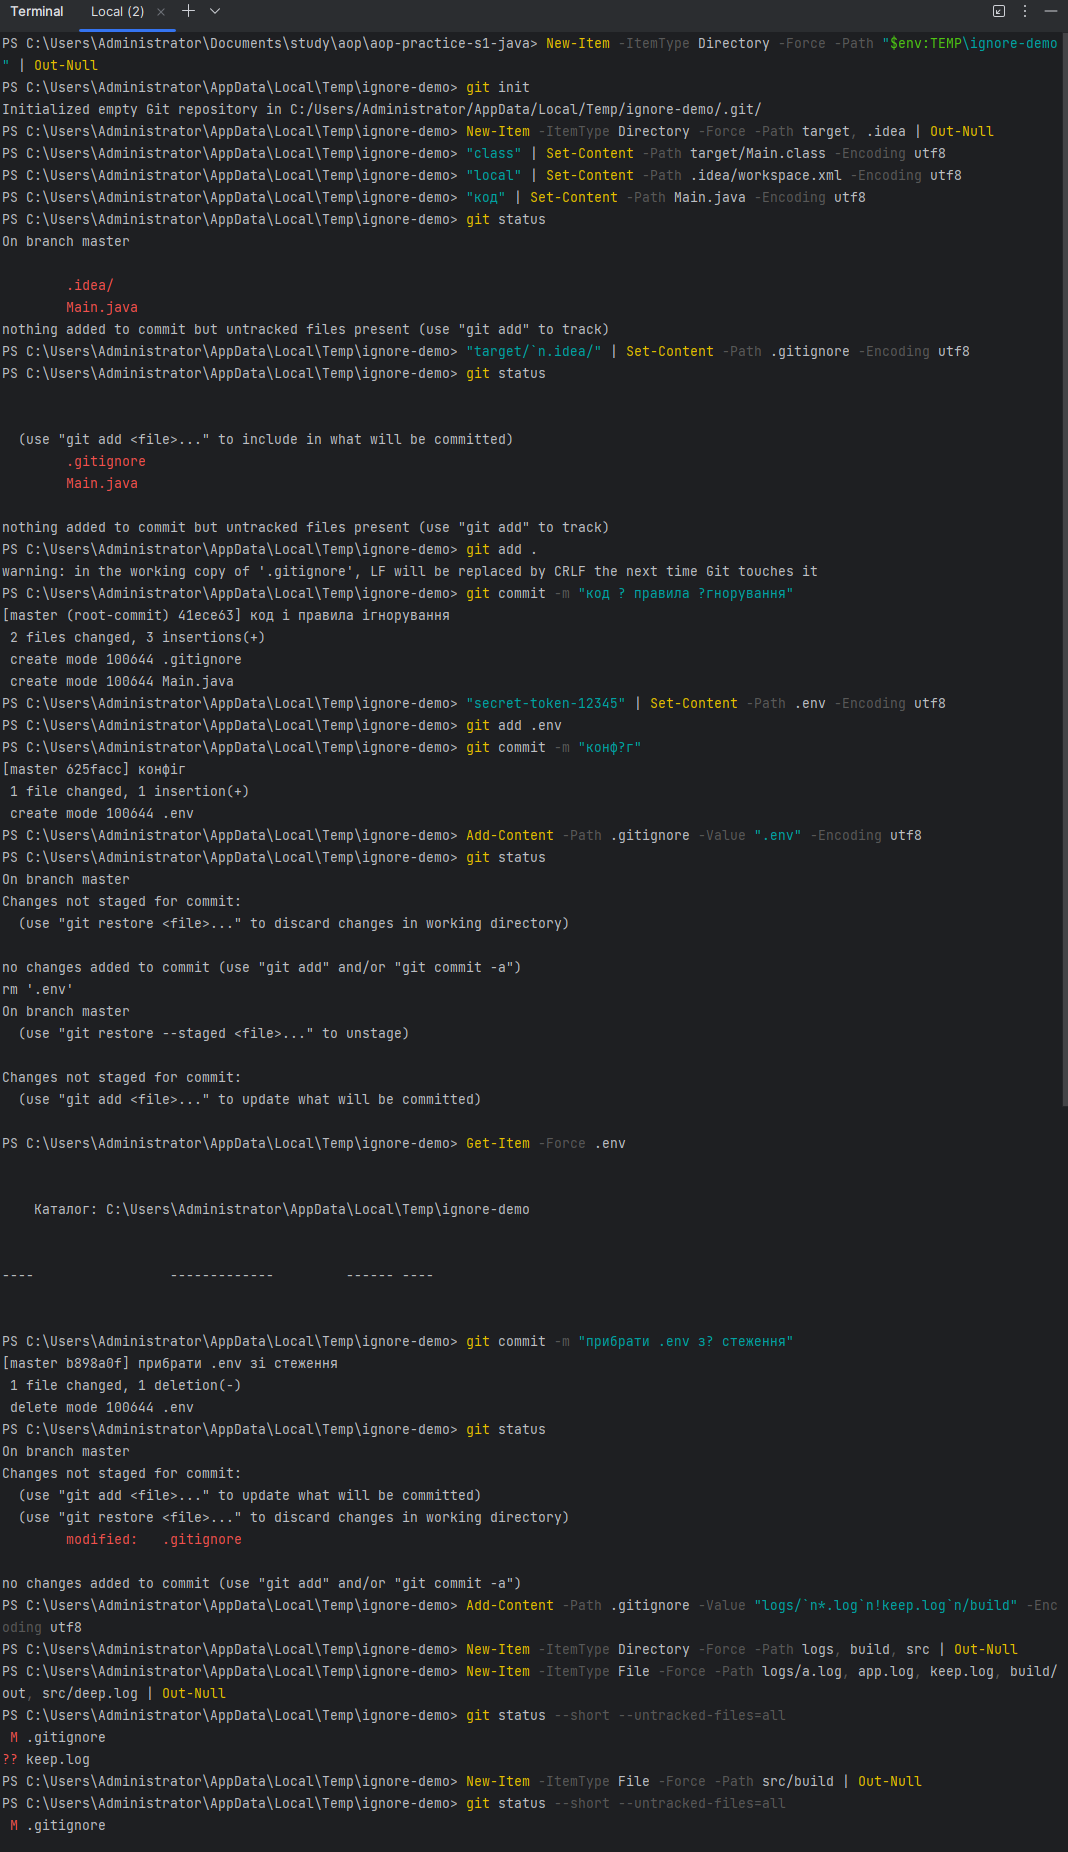 Terminal Local (2)
PS C:\Users\Administrator\Documents\study\aop\aop-practice-s1-java> New-Item -ItemType Directory -Force -Path "$env:TEMP\ignore-demo
" | Out-Null
PS C:\Users\Administrator\AppData\Local\Temp\ignore-demo> git init
Initialized empty Git repository in C:/Users/Administrator/AppData/Local/Temp/ignore-demo/.git/
PS C:\Users\Administrator\AppData\Local\Temp\ignore-demo> New-Item -ItemType Directory -Force -Path target, .idea | Out-Null
PS C:\Users\Administrator\AppData\Local\Temp\ignore-demo> "class" | Set-Content -Path target/Main.class -Encoding utf8
PS C:\Users\Administrator\AppData\Local\Temp\ignore-demo> "local" | Set-Content -Path .idea/workspace.xml -Encoding utf8
PS C:\Users\Administrator\AppData\Local\Temp\ignore-demo> "код" | Set-Content -Path Main.java -Encoding utf8
PS C:\Users\Administrator\AppData\Local\Temp\ignore-demo> git status
On branch master
.idea/
Main.java
nothing added to commit but untracked files present (use "git add" to track)
PS C:\Users\Administrator\AppData\Local\Temp\ignore-demo> "target/`n.idea/" | Set-Content -Path .gitignore -Encoding utf8
PS C:\Users\Administrator\AppData\Local\Temp\ignore-demo> git status
(use "git add <file>..." to include in what will be committed)
.gitignore
Main.java
nothing added to commit but untracked files present (use "git add" to track)
PS C:\Users\Administrator\AppData\Local\Temp\ignore-demo> git add .
warning: in the working copy of '.gitignore', LF will be replaced by CRLF the next time Git touches it
PS C:\Users\Administrator\AppData\Local\Temp\ignore-demo> git commit -m "код ? правила ?гнорування"
[master (root-commit) 41ece63] код і правила ігнорування
2 files changed, 3 insertions(+)
create mode 100644 .gitignore
create mode 100644 Main.java
PS C:\Users\Administrator\AppData\Local\Temp\ignore-demo> "secret-token-12345" | Set-Content -Path .env -Encoding utf8
PS C:\Users\Administrator\AppData\Local\Temp\ignore-demo> git add .env
PS C:\Users\Administrator\AppData\Local\Temp\ignore-demo> git commit -m "конф?г"
[master 625facc] конфіг
1 file changed, 1 insertion(+)
create mode 100644 .env
PS C:\Users\Administrator\AppData\Local\Temp\ignore-demo> Add-Content -Path .gitignore -Value ".env" -Encoding utf8
PS C:\Users\Administrator\AppData\Local\Temp\ignore-demo> git status
On branch master
Changes not staged for commit:
(use "git restore <file>..." to discard changes in working directory)
no changes added to commit (use "git add" and/or "git commit -a")
rm '.env'
On branch master
(use "git restore --staged <file>..." to unstage)
Changes not staged for commit:
(use "git add <file>..." to update what will be committed)
PS C:\Users\Administrator\AppData\Local\Temp\ignore-demo> Get-Item -Force .env
Каталог: C:\Users\Administrator\AppData\Local\Temp\ignore-demo
---- ------------- ------ ----
PS C:\Users\Administrator\AppData\Local\Temp\ignore-demo> git commit -m "прибрати .env з? стеження"
[master b898a0f] прибрати .env зі стеження
1 file changed, 1 deletion(-)
delete mode 100644 .env
PS C:\Users\Administrator\AppData\Local\Temp\ignore-demo> git status
On branch master
Changes not staged for commit:
(use "git add <file>..." to update what will be committed)
(use "git restore <file>..." to discard changes in working directory)
modified: .gitignore
no changes added to commit (use "git add" and/or "git commit -a")
PS C:\Users\Administrator\AppData\Local\Temp\ignore-demo> Add-Content -Path .gitignore -Value "logs/`n*.log`n!keep.log`n/build" -Enc
oding utf8
PS C:\Users\Administrator\AppData\Local\Temp\ignore-demo> New-Item -ItemType Directory -Force -Path logs, build, src | Out-Null
PS C:\Users\Administrator\AppData\Local\Temp\ignore-demo> New-Item -ItemType File -Force -Path logs/a.log, app.log, keep.log, build/
out, src/deep.log | Out-Null
PS C:\Users\Administrator\AppData\Local\Temp\ignore-demo> git status --short --untracked-files=all
M .gitignore
?? keep.log
PS C:\Users\Administrator\AppData\Local\Temp\ignore-demo> New-Item -ItemType File -Force -Path src/build | Out-Null
PS C:\Users\Administrator\AppData\Local\Temp\ignore-demo> git status --short --untracked-files=all
M .gitignore